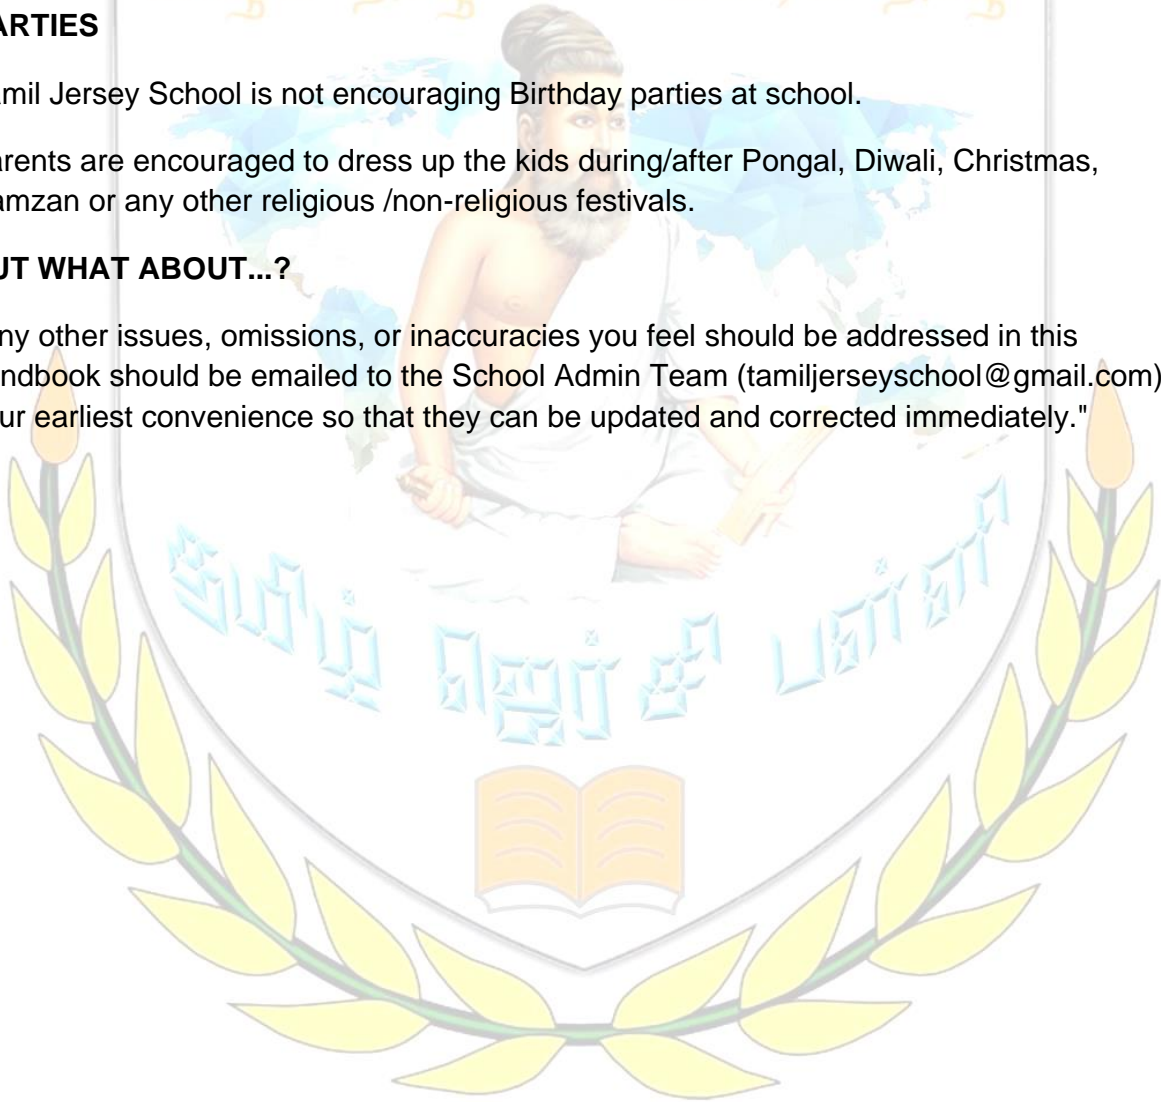 ARTIES
amil Jersey School is not encouraging Birthday parties at school.
arents are encouraged to dress up the kids during/after Pongal, Diwali, Christmas,
amzan or any other religious /non-religious festivals.
UT WHAT ABOUT...?
ny other issues, omissions, or inaccuracies you feel should be addressed in this
ndbook should be emailed to the School Admin Team (tamiljerseyschool@gmail.com)
ur earliest convenience so that they can be updated and corrected immediately."
தமிழ் ஜெர்சி பள்ளி